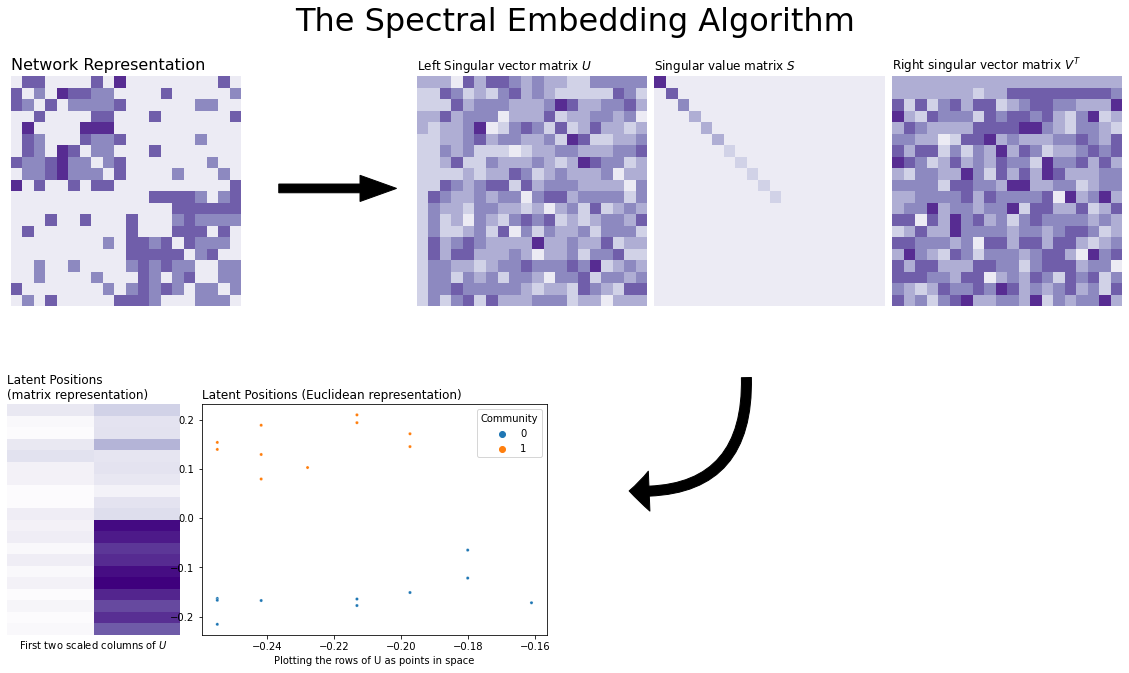 The Spectral Embedding Algorithm
Network Representation
Left Singular vector matrix U
Singular value matrix S
Right singular vector matrix V^T
Latent Positions
(matrix representation)
First two scaled columns of U
Latent Positions (Euclidean representation)
Community
0
1
0.2
0.1
0.0
−0.1
−0.2
−0.24
−0.22
−0.20
−0.18
−0.16
Plotting the rows of U as points in space